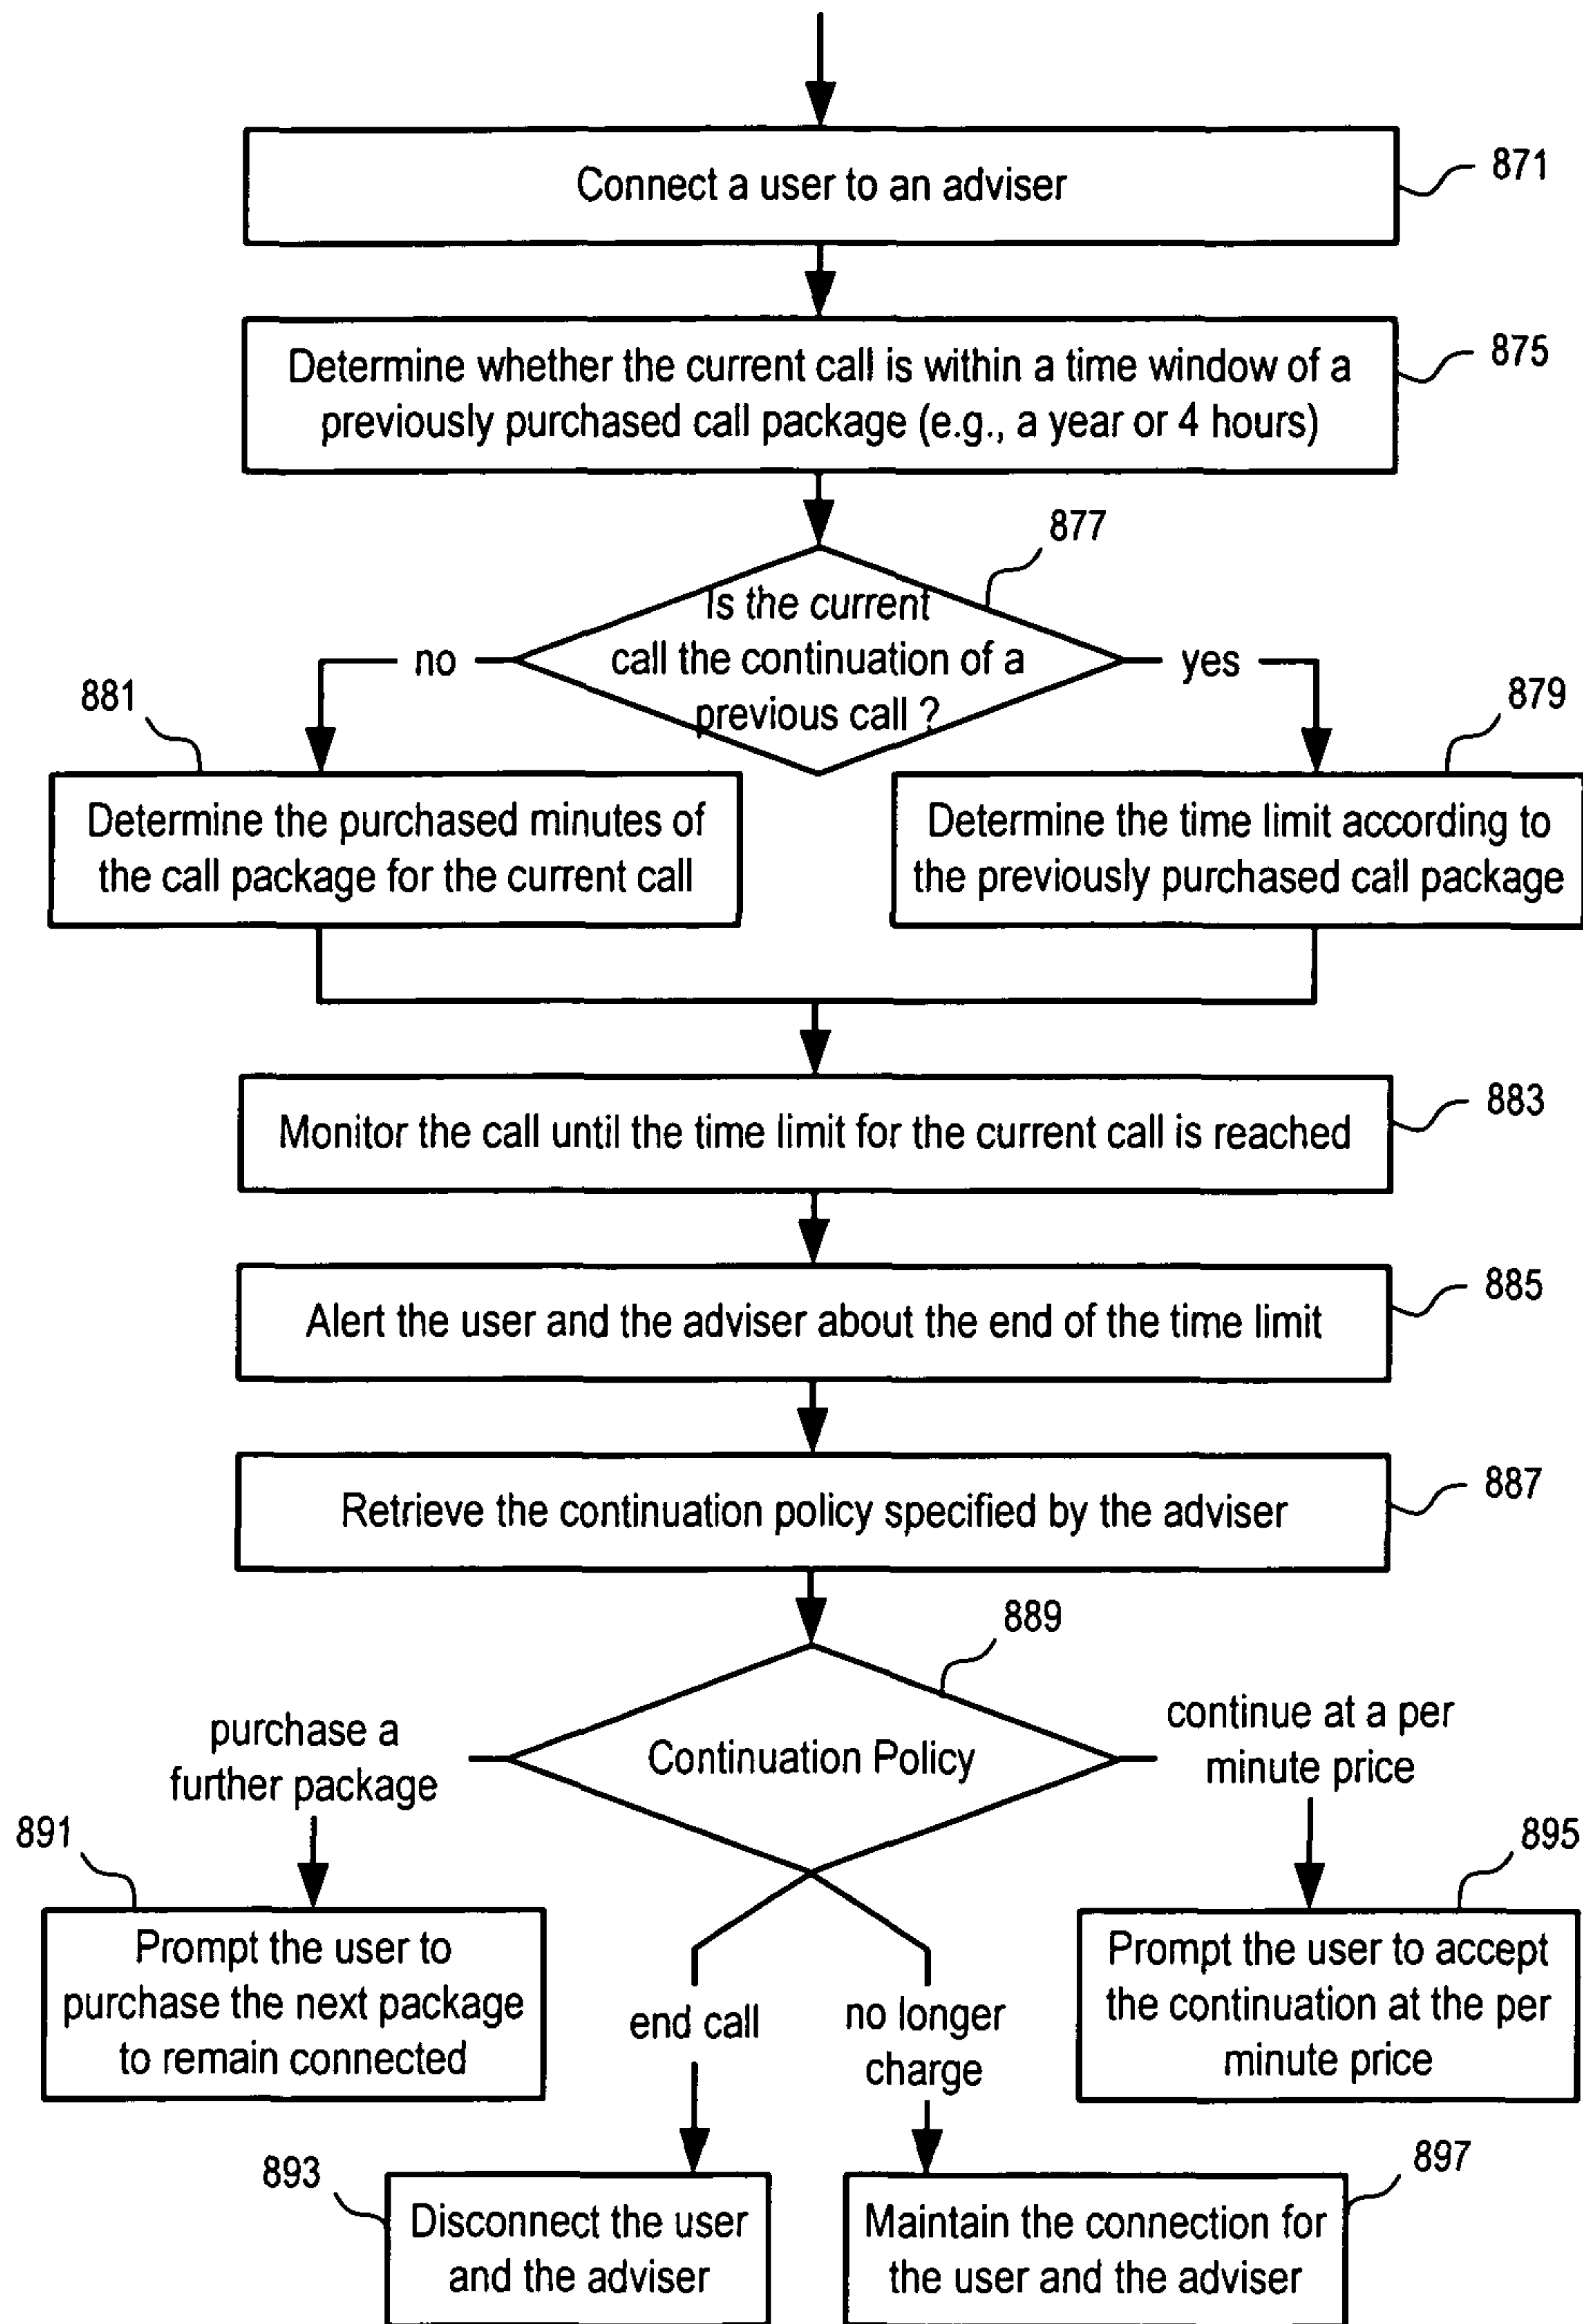 Connect a user to an adviser
871
Determine whether the current call is within a time window of a
previously purchased call package (e.g., a year or 4 hours)
875
877
Is the current
call the continuation of a
previous call ?
no
yes
881
879
Determine the purchased minutes of
the call package for the current call
Determine the time limit according to
the previously purchased call package
Monitor the call until the time limit for the current call is reached
883
Alert the user and the adviser about the end of the time limit
885
Retrieve the continuation policy specified by the adviser
887
889
Continuation Policy
purchase a
further package
continue at a per
minute price
891
895
Prompt the user to
purchase the next package
to remain connected
end call
no longer
charge
Prompt the user to accept
the continuation at the per
minute price
893
897
Disconnect the user
and the adviser
Maintain the connection for
the user and the adviser